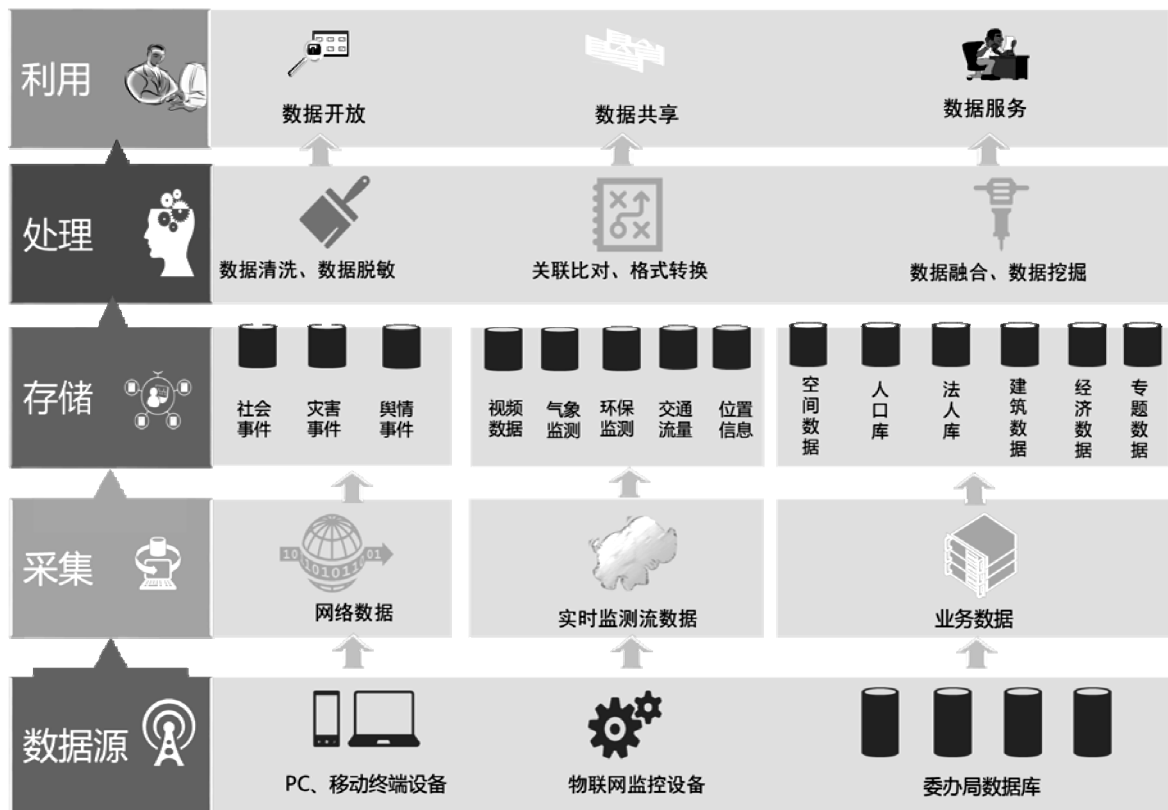 利用
数据开放
数据共享
数据服务
处理
数据清洗、数据脱敏
关联比对、格式转换
数据融合、数据挖掘
存储
社会
事件
灾害
事件
舆情
事件
视频
数据
气象
监测
环保
监测
交通
流量
位置
信息
空间数据
人口库
法人库
建筑数据
经济数据
专题数据
采集
10
01
101011
网络数据
实时监测流数据
业务数据
数据源
PC、移动终端设备
物联网监控设备
委办局数据库